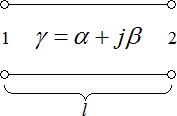 1 γ = α + jβ 2
l